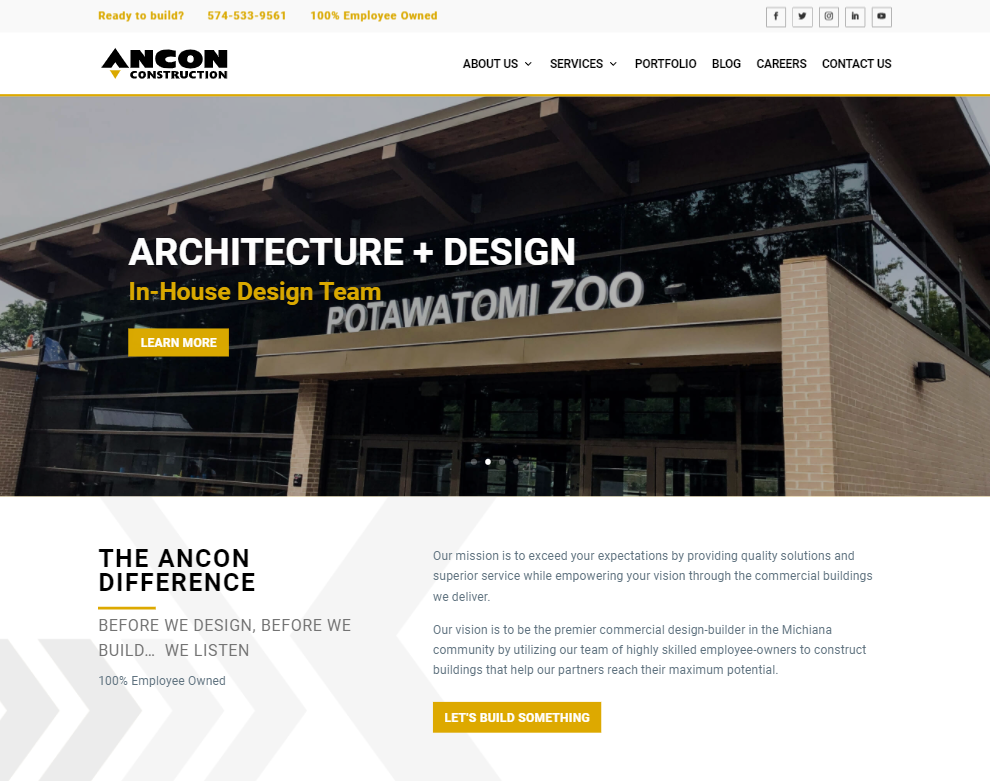 Ready to build? 574-533-9561 100% Employee Owned
ANCON
CONSTRUCTION
ABOUT US SERVICES PORTFOLIO BLOG CAREERS CONTACT US
ARCHITECTURE + DESIGN
In-House Design Team
POTAWATOMI ZOO
LEARN MORE
THE ANCON
DIFFERENCE
BEFORE WE DESIGN, BEFORE WE
BUILD… WE LISTEN
100% Employee Owned
Our mission is to exceed your expectations by providing quality solutions and
superior service while empowering your vision through the commercial buildings
we deliver.
Our vision is to be the premier commercial design-builder in the Michiana
community by utilizing our team of highly skilled employee-owners to construct
buildings that help our partners reach their maximum potential.
LET'S BUILD SOMETHING